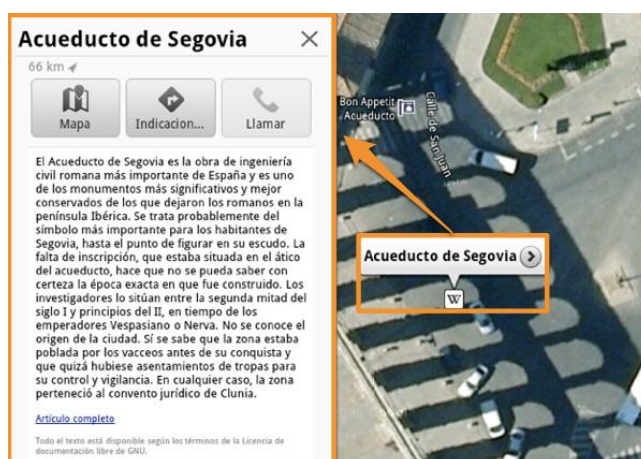 Acueducto de Segovia
66 km
Mapa
Indicacion...
Llamar
El Acueducto de Segovia es la obra de ingeniería
civil romana más importante de España y es uno
de los monumentos más significativos y mejor
conservados de los que dejaron los romanos en la
península Ibérica. Se trata probablemente del
símbolo más importante para los habitantes de
Segovia, hasta el punto de figurar en su escudo. La
falta de inscripción, que estaba situada en el ático
del acueducto, hace que no se pueda saber con
certeza la época exacta en que fue construido. Los
investigadores lo sitúan entre la segunda mitad del
siglo I y principios del II, en tiempo de los
emperadores Vespasiano o Nerva. No se conoce el
origen de la ciudad. Sí se sabe que la zona estaba
poblada por los vacceos antes de su conquista y
que quizá hubiese asentamientos de tropas para
su control y vigilancia. En cualquier caso, la zona
perteneció al convento jurídico de Clunia.
Artículo completo
Todo el texto está disponible según los términos de la Licencia de
documentación libre de GNU.
Bon Appetit
Acueducto
Calle de San Juan
Acueducto de Segovia
W